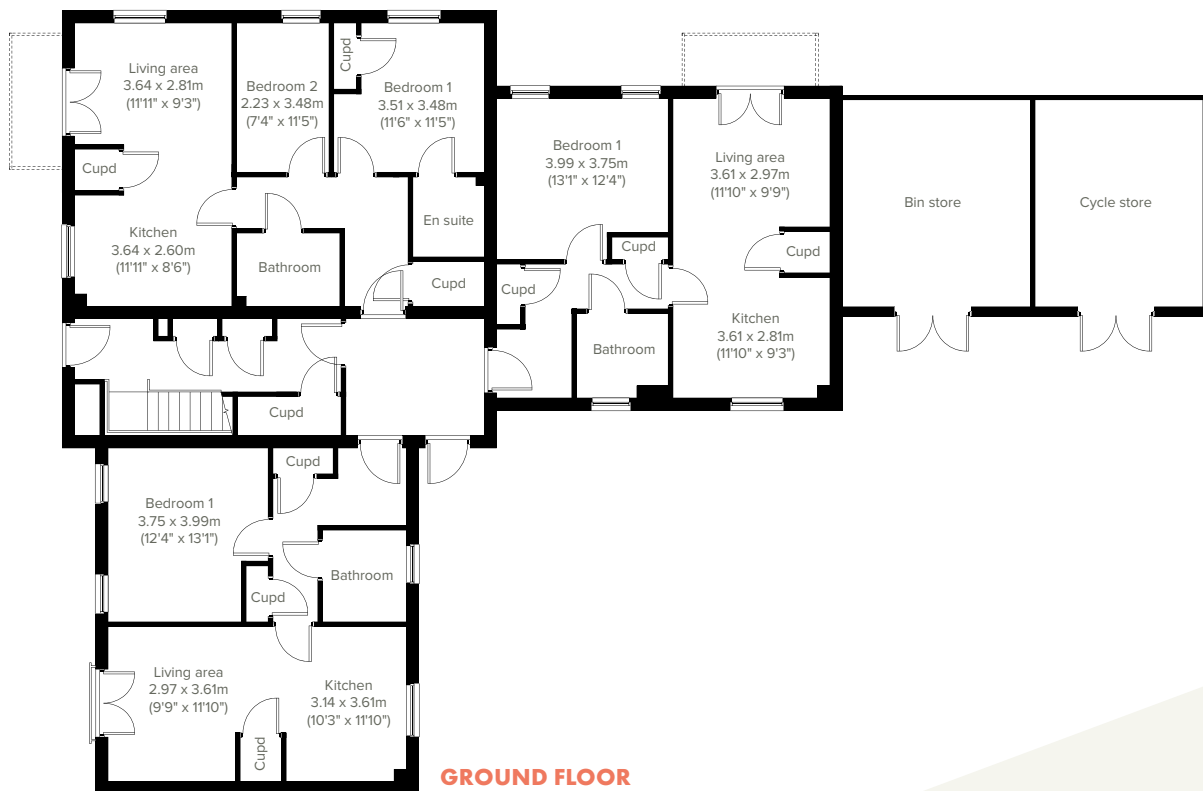 Living area
3.64 x 2.81m
(11'11" x 9'3")
Bedroom 2
2.23 x 3.48m
(7'4" x 11'5")
Cupd
Bedroom 1
3.51 x 3.48m
(11'6" x 11'5")
Cupd
Kitchen
3.64 x 2.60m
(11'11" x 8'6")
Bathroom
En suite
Cupd
Bedroom 1
3.99 x 3.75m
(13'1" x 12'4")
Living area
3.61 x 2.97m
(11'10" x 9'9")
Cupd
Cupd
Cupd
Kitchen
3.61 x 2.81m
(11'10" x 9'3")
Bathroom
Bin store
Cycle store
Cupd
Cupd
Bedroom 1
3.75 x 3.99m
(12'4" x 13'1")
Bathroom
Cupd
Living area
2.97 x 3.61m
(9'9" x 11'10")
Kitchen
3.14 x 3.61m
(10'3" x 11'10")
Cupd
GROUND FLOOR